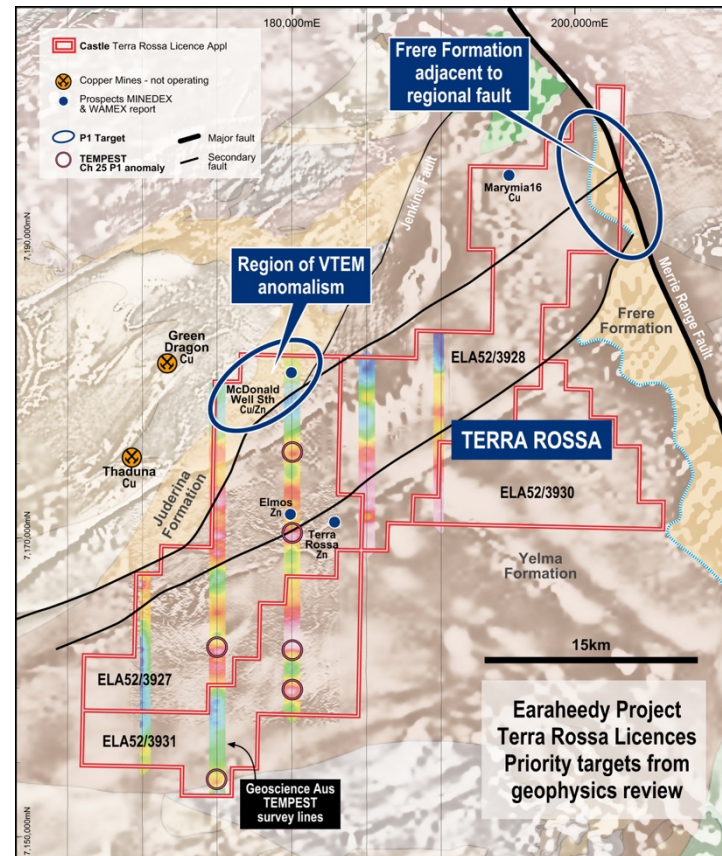 180,000mE
200,000mE
Castle Terra Rossa Licence Appl
Copper Mines - not operating
Prospects MINEDEX
& WAMEX report
P1 Target
Major fault
TEMPEST
Ch 25 P1 anomaly
Secondary
fault
Frere Formation
adjacent to
regional fault
Marymia16
Cu
Jenkins Fault
7,190,000mN
Region of VTEM
anomalism
Merrie Range Fault
Frere
Formation
Green
Dragon
Cu
ELA52/3928
McDonald
Well Sth
Cu/Zn
TERRA ROSSA
Thaduna
Cu
Juderina
Formation
ELA52/3930
Elmos
Zn
Terra
Rossa
Zn
7,170,000mN
Yelma
Formation
15km
ELA52/3927
ELA52/3931
Earaheedy Project
Terra Rossa Licences
Priority targets from
geophysics review
Geoscience Aus
TEMPEST
survey lines
7,150,000mN